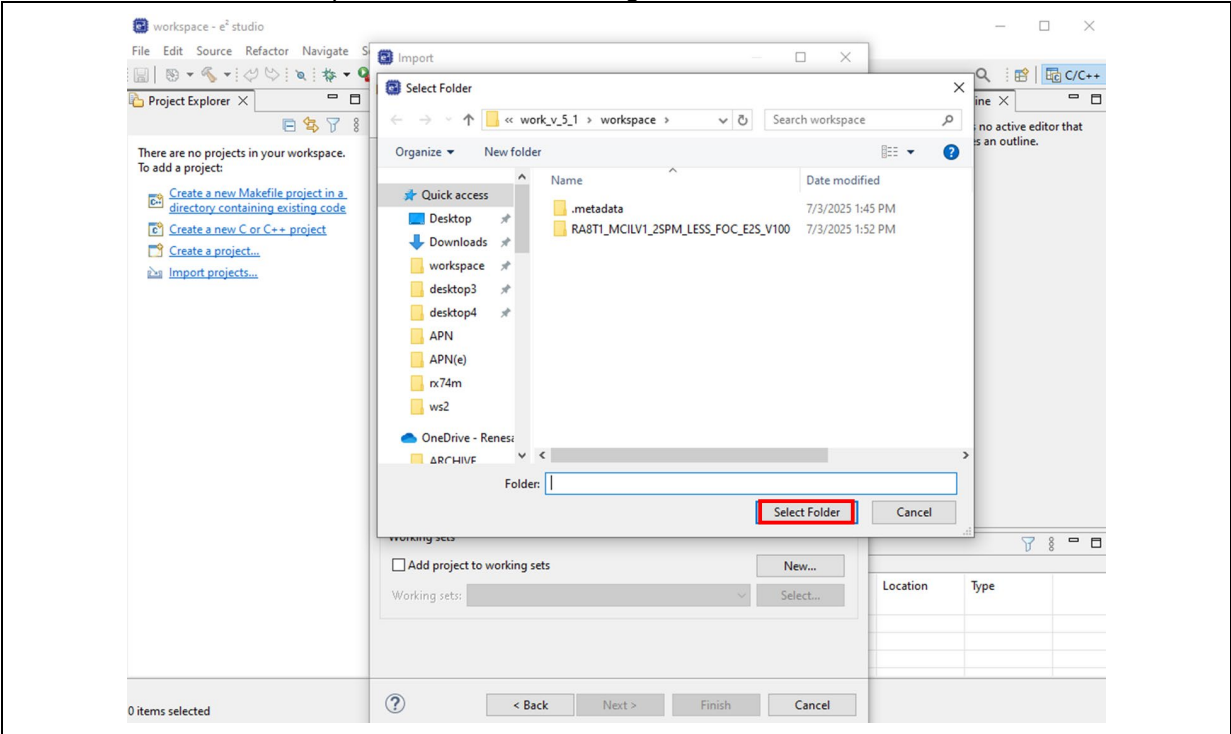 workspace - e² studio
File Edit Source Refactor Navigate S
Import
Select Folder
C/C++
Project Explorer
<< work_v_5_1 > workspace >
Search workspace
ine
There are no projects in your workspace.
To add a project:
Create a new Makefile project in a
directory containing existing code
Create a new C or C++ project
Create a project...
Import projects...
Organize New folder
no active editor that
es an outline.
Name Date modified
Quick access
Desktop
Downloads
workspace
desktop3
desktop4
APN
APN(e)
rx74m
ws2
OneDrive - Renesa
ARCHIVE
.metadata 7/3/2025 1:45 PM
RA8T1_MCILV1_2SPM_LESS_FOC_E2S_V100 7/3/2025 1:52 PM
Folder:
Select Folder Cancel
Working sets
Add project to working sets New...
Working sets: Select...
Location Type
< Back Next > Finish Cancel
0 items selected